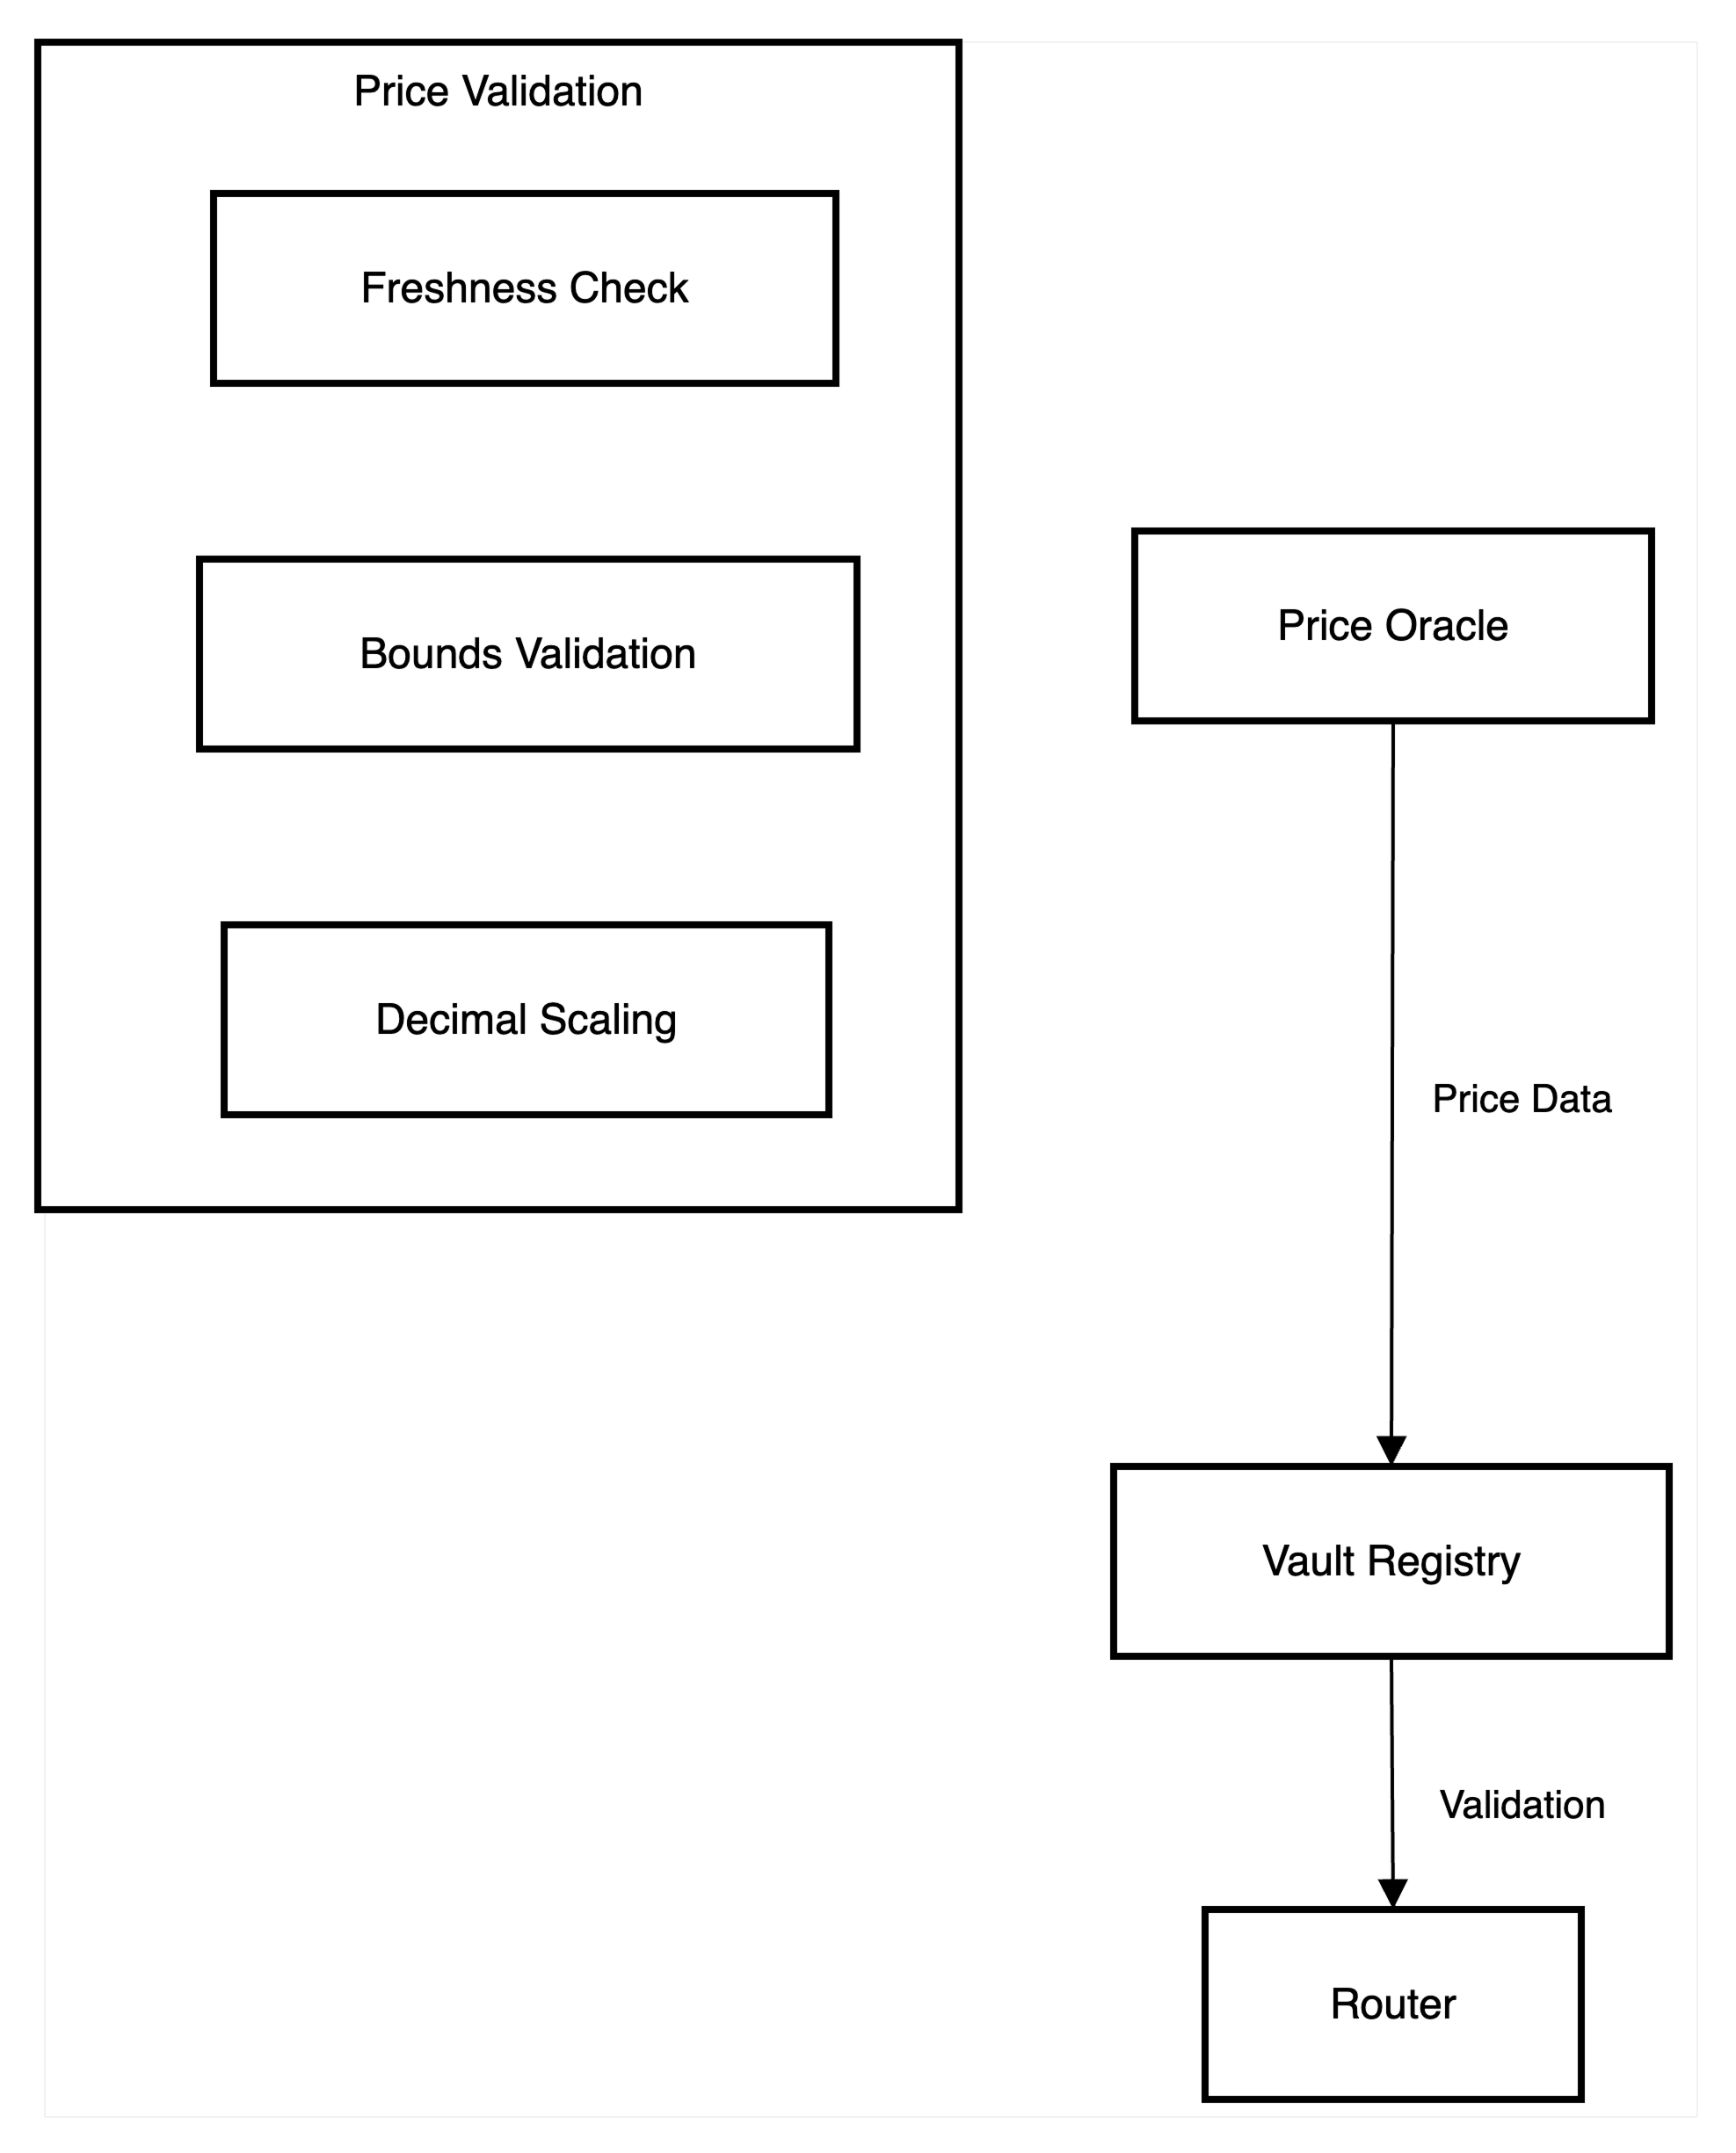 Price Validation
Freshness Check
Bounds Validation
Decimal Scaling
Price Oracle
Price Data
Vault Registry
Validation
Router